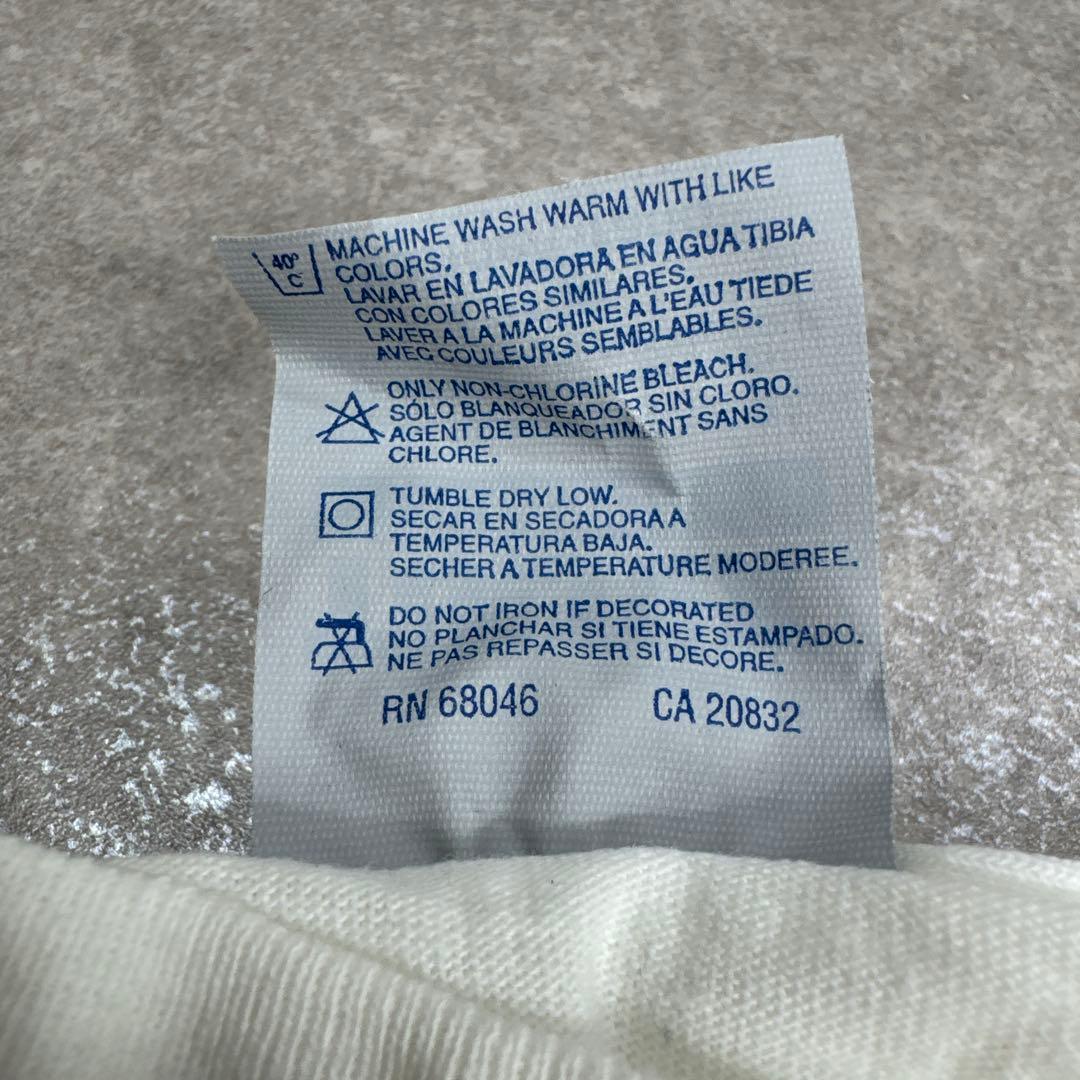 40°
C
MACHINE WASH WARM WITH LIKE
COLORS.
LAVAR EN LAVADORA EN AGUA TIBIA
CON COLORES SIMILARES.
LAVER A LA MACHINE A L'EAU TIEDE
AVEC COULEURS SEMBLABLES.
ONLY NON-CHLORINE BLEACH.
SÓLO BLANQUEADOR SIN CLORO.
AGENT DE BLANCHIMENT SANS
CHLORE.
TUMBLE DRY LOW.
SECAR EN SECADORA A
TEMPERATURA BAJA.
SECHER A TEMPERATURE MODEREE.
DO NOT IRON IF DECORATED
NO PLANCHAR SI TIENE ESTAMPADO.
NE PAS REPASSER SI DECORE.
RN 68046 CA 20832